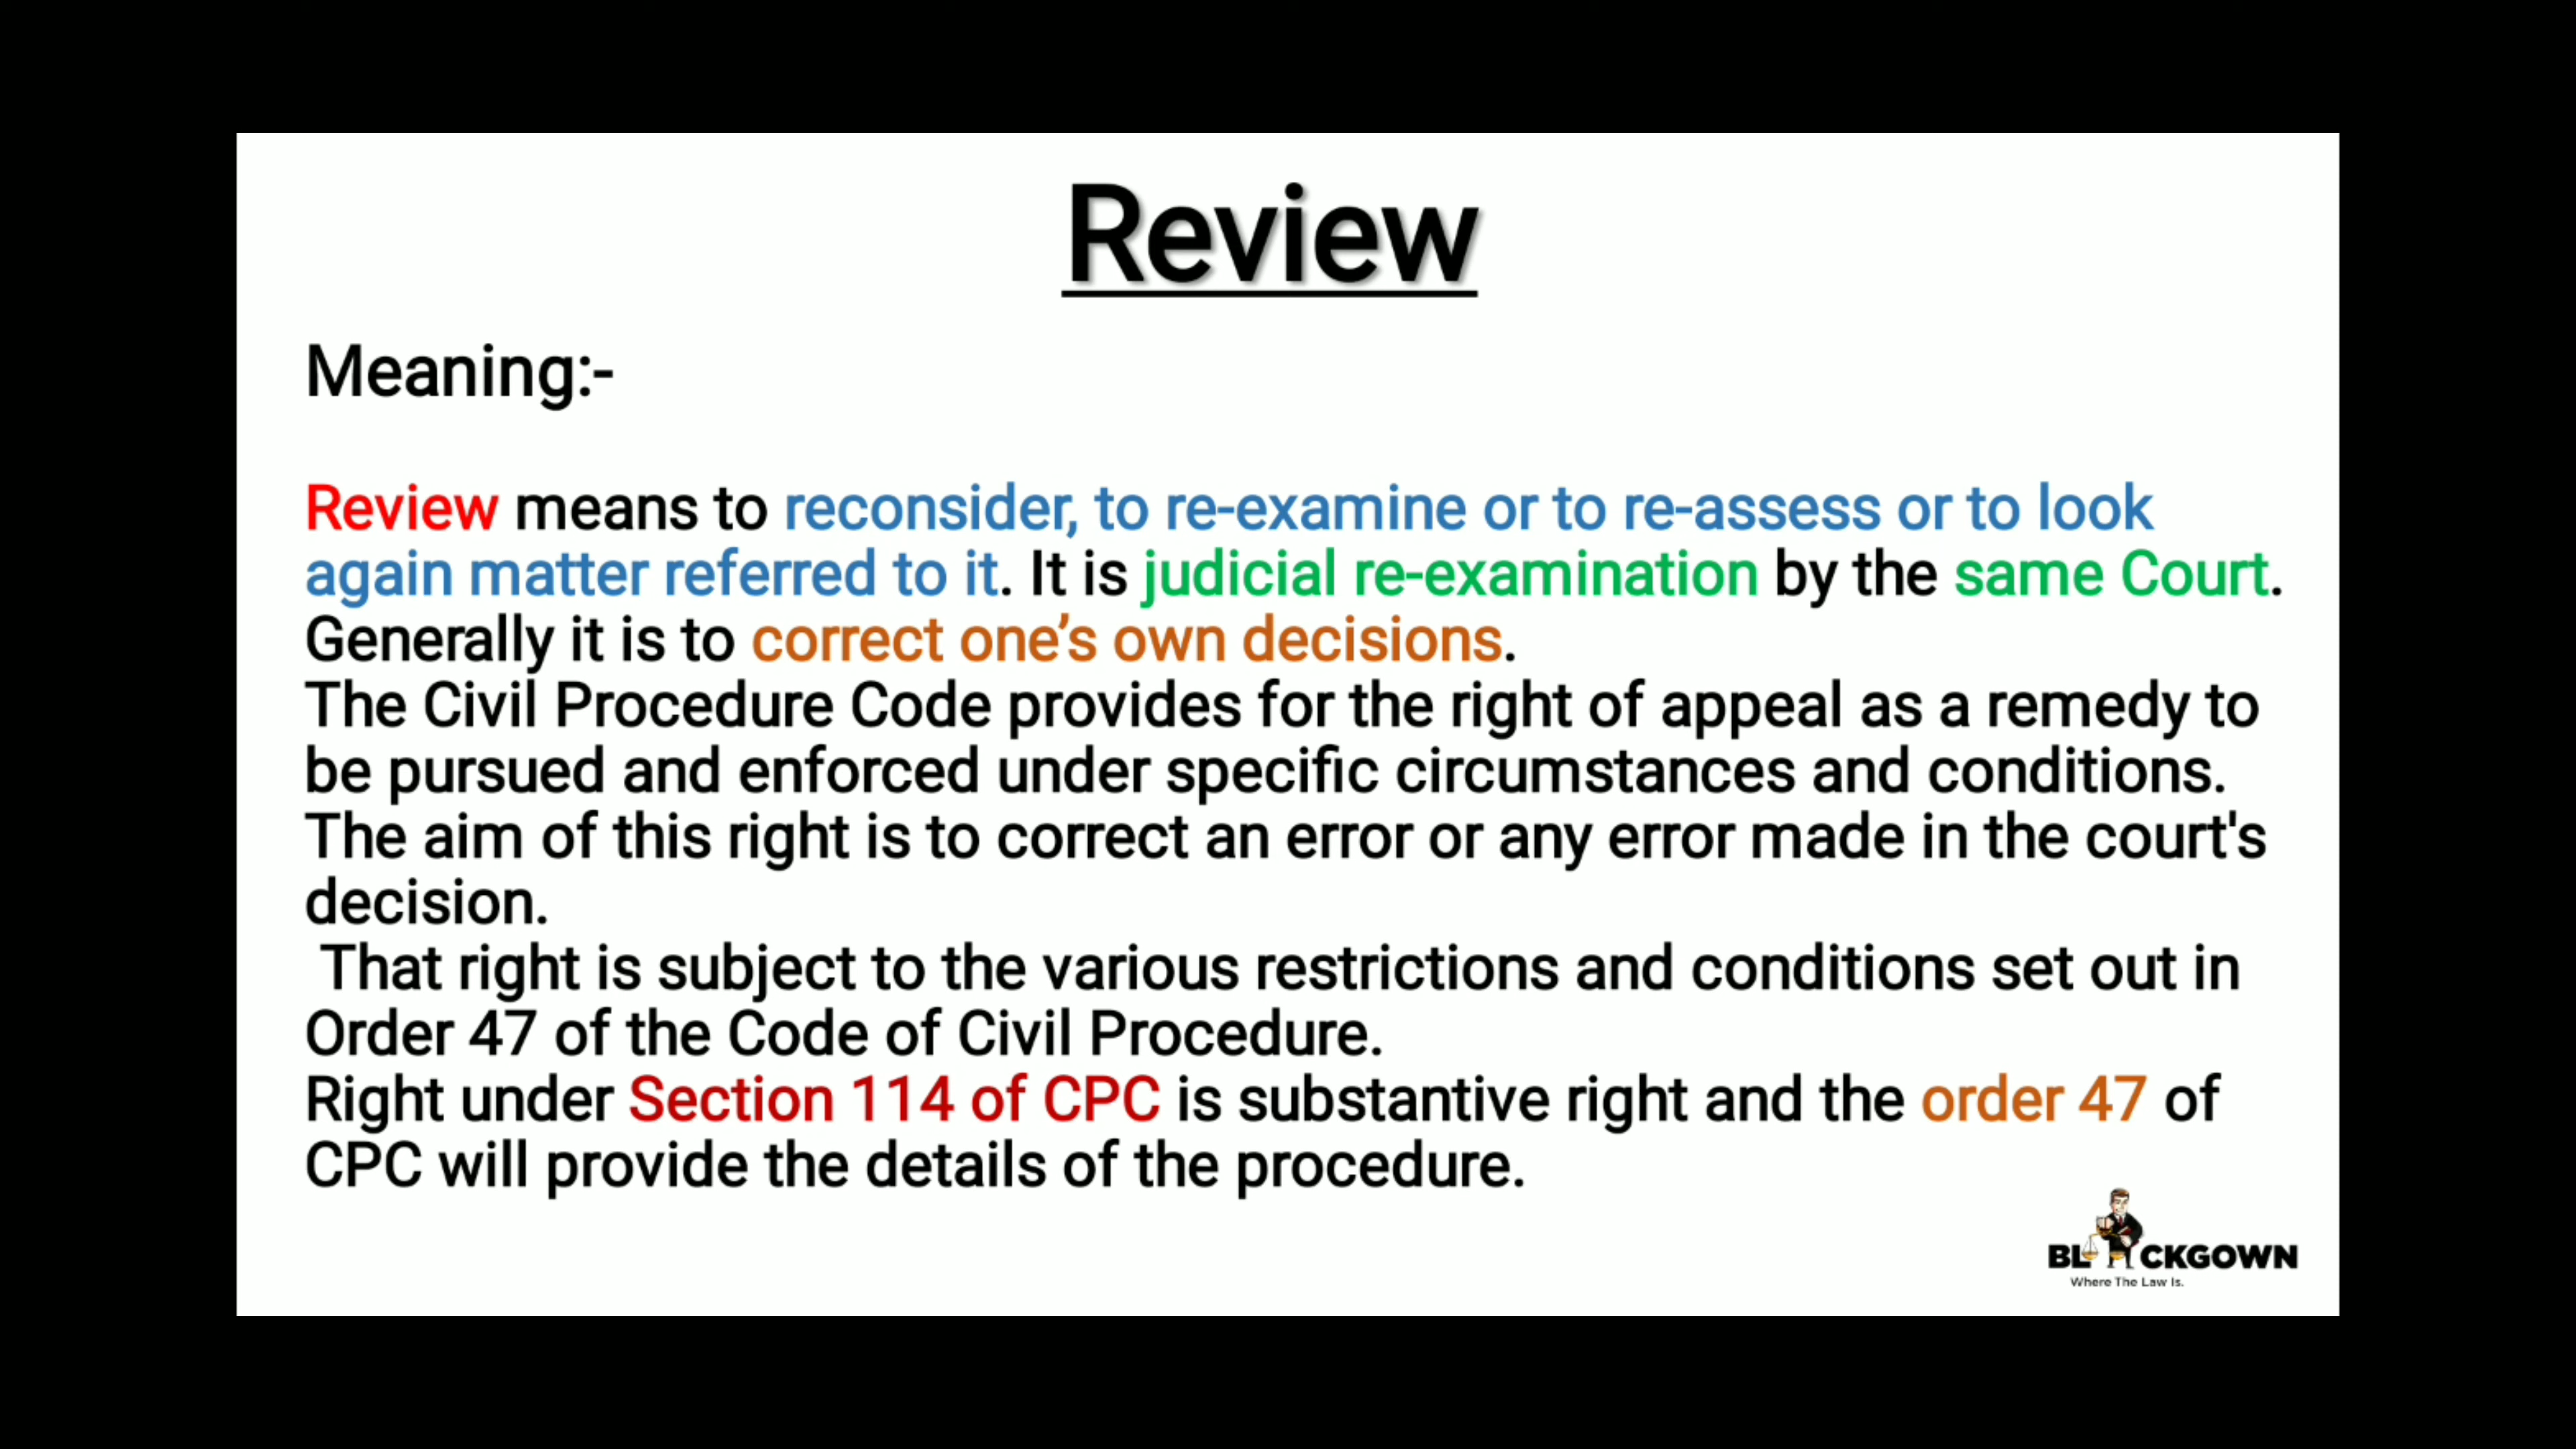 Review
Meaning:-
Review means to reconsider, to re-examine or to re-assess or to look
again matter referred to it. It is judicial re-examination by the same Court.
Generally it is to correct one’s own decisions.
The Civil Procedure Code provides for the right of appeal as a remedy to
be pursued and enforced under specific circumstances and conditions.
The aim of this right is to correct an error or any error made in the court's
decision.
That right is subject to the various restrictions and conditions set out in
Order 47 of the Code of Civil Procedure.
Right under Section 114 of CPC is substantive right and the order 47 of
CPC will provide the details of the procedure.
BLACKGOWN
Where The Law Is.